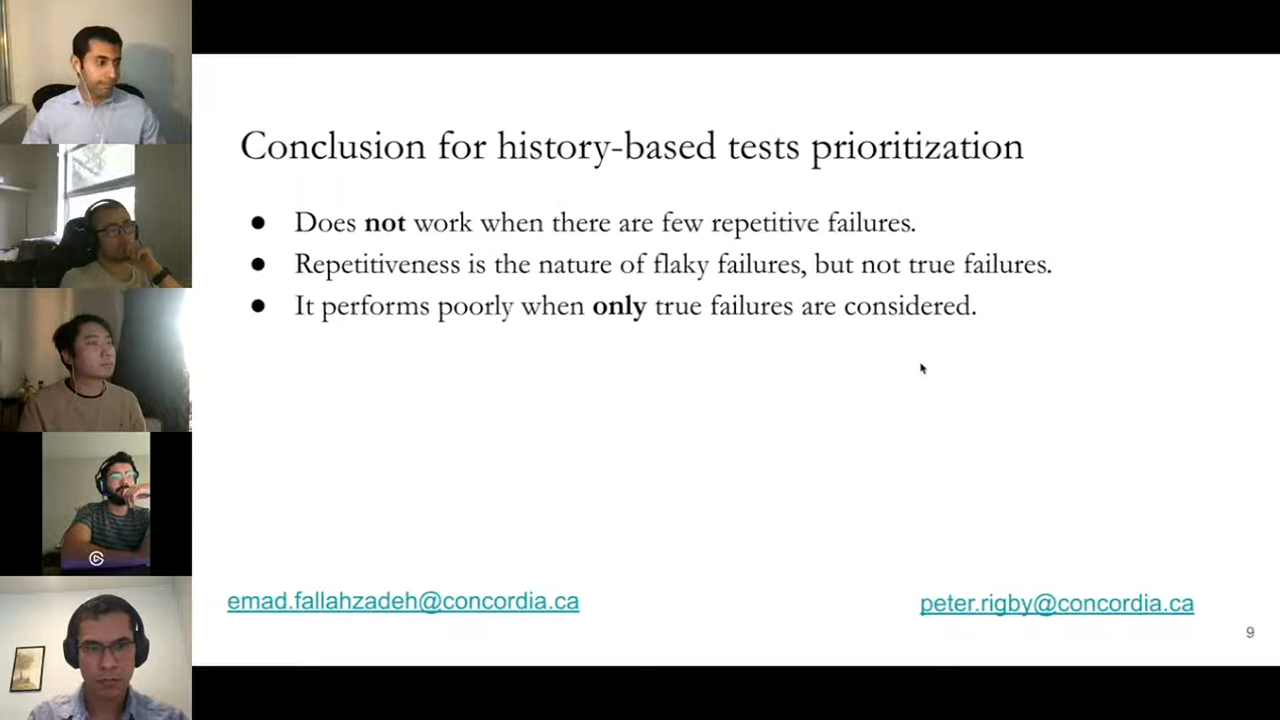 Conclusion for history-based tests prioritization
● Does not work when there are few repetitive failures.
● Repetitiveness is the nature of flaky failures, but not true failures.
● It performs poorly when only true failures are considered.
emad.fallahzadeh@concordia.ca
peter.rigby@concordia.ca
9